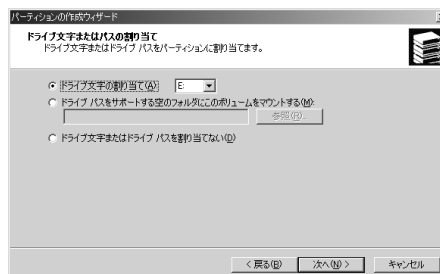 パーティションの作成ウィザード
ドライブ文字またはパスの割り当て
ドライブ文字またはドライブ パスをパーティションに割り当てます。
ドライブ文字の割り当て(A): E:
ドライブ パスをサポートする空のフォルダにこのボリュームをマウントする(M):
参照(R)...
ドライブ文字またはドライブ パスを割り当てない(D)
< 戻る(B) 次へ(N) > キャンセル